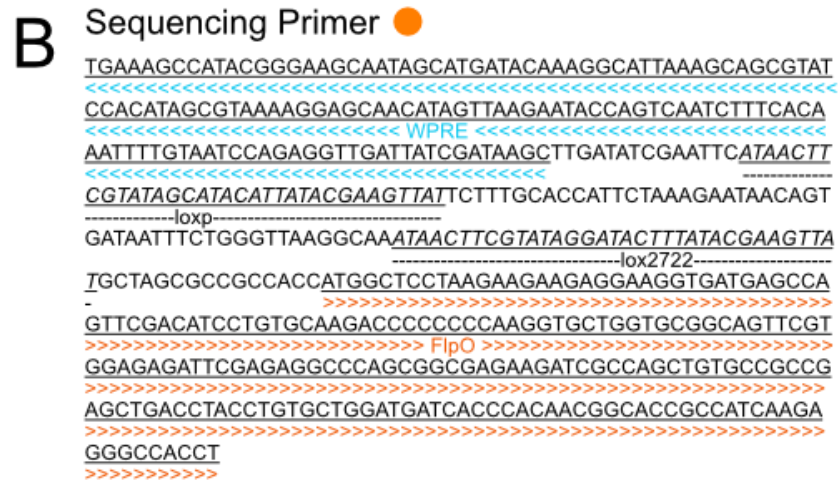 B
Sequencing Primer
TGAAAGCCATACGGGAAGCAATAGCATGATACAAAGGCATTAAAGCAGCGTAT
<<<<<<<<<<<<<<<<<<<<<<<<<<<<<<<<<<<<<<<<<<<<<<<<<<<<<<<<<<<<<
CCACATAGCGTAAAAGGAGCAACATAGTTAAGAATACCAGTCAATCTTTCACA
<<<<<<<<<<<<<<<<<<<<<<<<<< WPRE <<<<<<<<<<<<<<<<<<<<<<<<<<<<<
AATTTTGTAATCCAGAGGTTGATTATCGATAAGCTTGATATCGAATTCATAACTT
<<<<<<<<<<<<<<<<<<<<<<<<<<<<<<<<<<<<<< -------------
CGTATAGCATACATTATACGAAGTTATTCTTTGCACCATTCTAAAGAATAACAGT
-------------loxp---------------------------------
GATAATTTCTGGGTTAAGGCAAATAACTTCGTATAGGATACTTTATACGAAGTTA
---------------------------------lox2722--------------------
TGCTAGCGCCGCCACCATGGCTCCTAAGAAGAAGAGGAAGGTGATGAGCCA
- >>>>>>>>>>>>>>>>>>>>>>>>>>>>>>>>>>>>>>>>>>
GTTCGACATCCTGTGCAAGACCCCCCCCAAGGTGCTGGTGCGGCAGTTCGT
>>>>>>>>>>>>>>>>>>>>>>>>>>>> FlpO >>>>>>>>>>>>>>>>>>>>>>>>>>>>>
GGAGAGATTCGAGAGGCCCAGCGGCGAGAAGATCGCCAGCTGTGCCGCCG
>>>>>>>>>>>>>>>>>>>>>>>>>>>>>>>>>>>>>>>>>>>>>>>>>>>>>>>>>>>>>
AGCTGACCTACCTGTGCTGGATGATCACCCACAACGGCACCGCCATCAAGA
>>>>>>>>>>>>>>>>>>>>>>>>>>>>>>>>>>>>>>>>>>>>>>>>>>>>>>>>>>>>>
GGGCCACCT
>>>>>>>>>>>